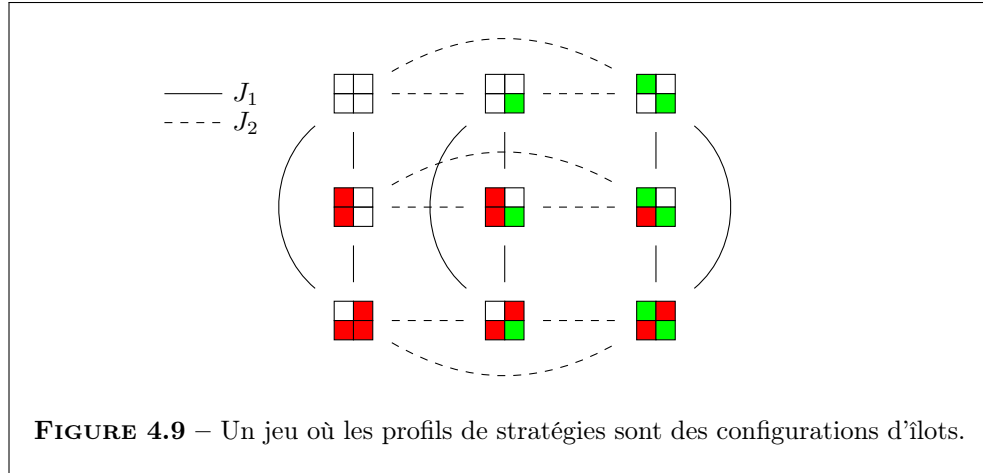 J1
J2
FIGURE 4.9 – Un jeu où les profils de stratégies sont des configurations d'îlots.